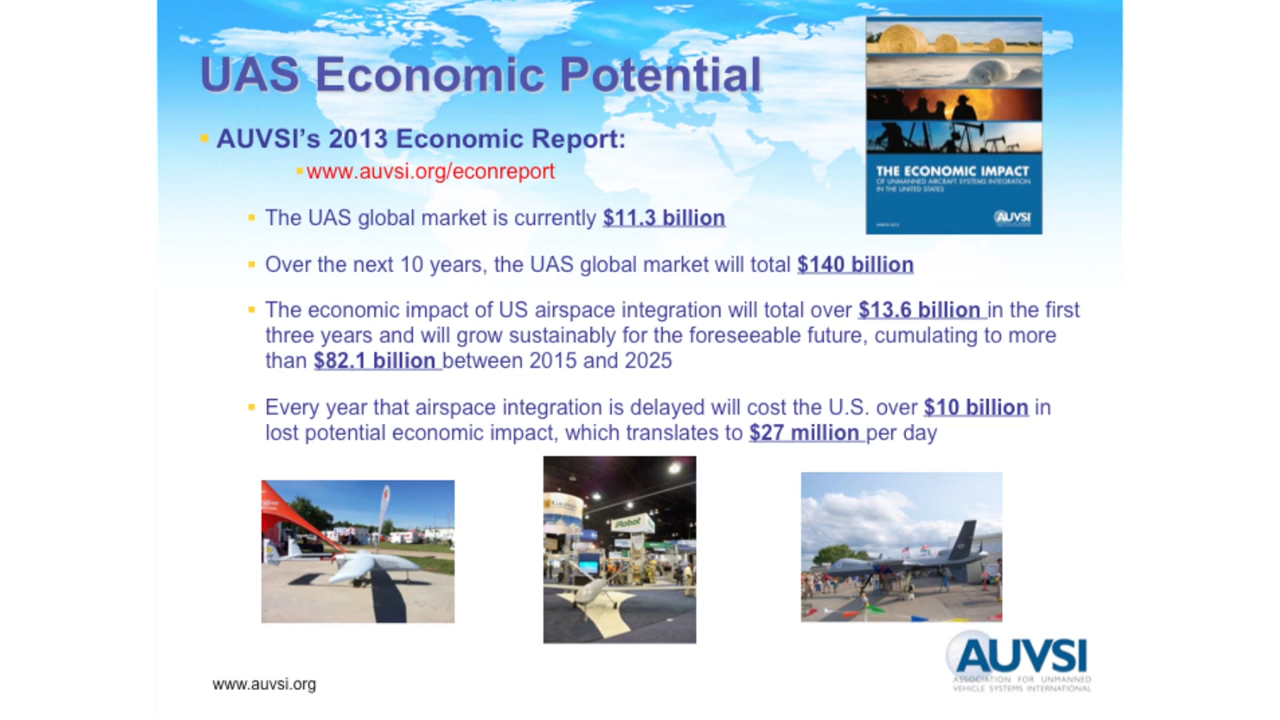 UAS Economic Potential
AUVSI's 2013 Economic Report:
www.auvsi.org/econreport
The UAS global market is currently $11.3 billion
Over the next 10 years, the UAS global market will total $140 billion
The economic impact of US airspace integration will total over $13.6 billion in the first
three years and will grow sustainably for the foreseeable future, cumulating to more
than $82.1 billion between 2015 and 2025
Every year that airspace integration is delayed will cost the U.S. over $10 billion in
lost potential economic impact, which translates to $27 million per day
THE ECONOMIC IMPACT
OF UNMANNED AIRCRAFT SYSTEMS INTEGRATION
IN THE UNITED STATES
AUVSI
iRobot
www.auvsi.org
AUVSI
ASSOCIATION FOR UNMANNED
VEHICLE SYSTEMS INTERNATIONAL